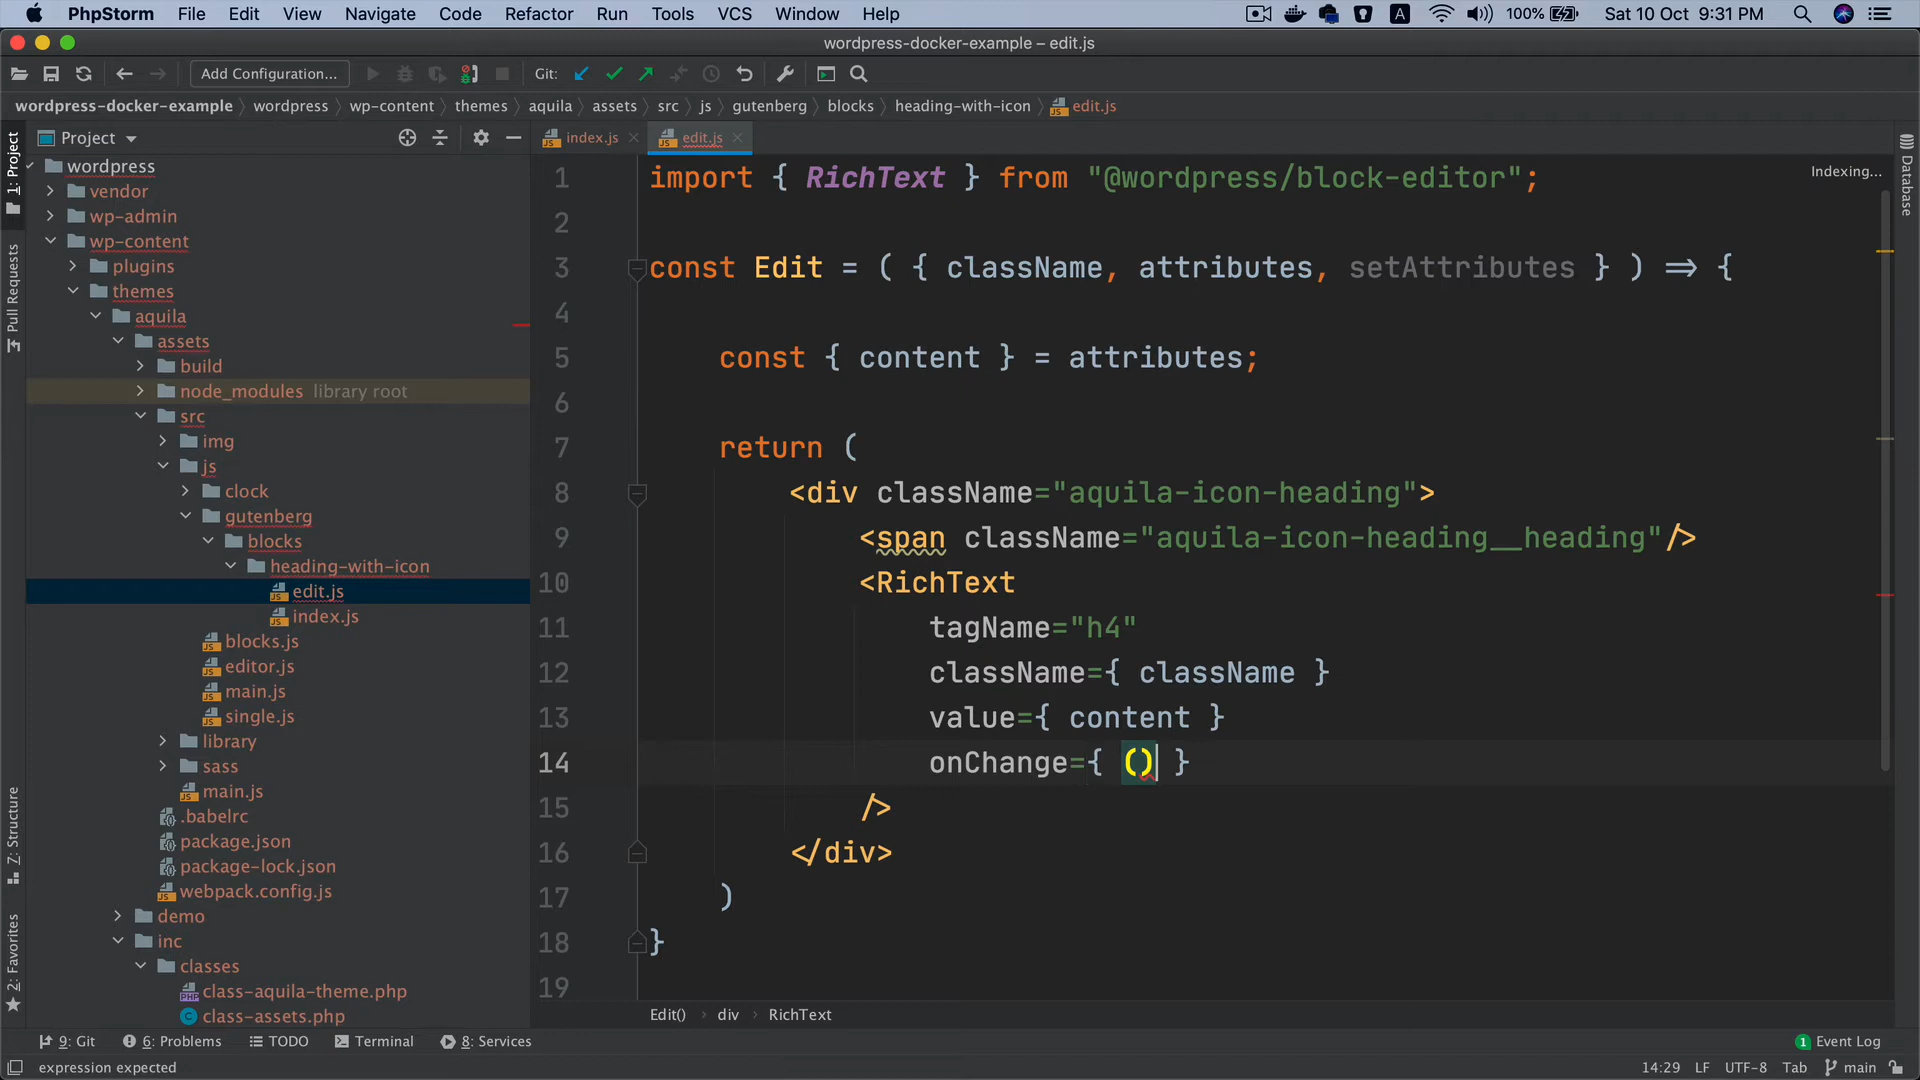 PhpStorm File Edit View Navigate Code Refactor Run Tools VCS Window Help A 100% Sat 10 Oct 9:31 PM
wordpress-docker-example – edit.js
Add Configuration... Git:
wordpress-docker-example › wordpress › wp-content › themes › aquila › assets › src › js › gutenberg › blocks › heading-with-icon › edit.js
Project
index.js
edit.js
1: Project
Pull Requests
7: Structure
2: Favorites
Database
wordpress
vendor
wp-admin
wp-content
plugins
themes
aquila
assets
build
node_modules library root
src
img
js
clock
gutenberg
blocks
heading-with-icon
edit.js
index.js
blocks.js
editor.js
main.js
single.js
library
sass
main.js
.babelrc
package.json
package-lock.json
webpack.config.js
demo
inc
classes
class-aquila-theme.php
class-assets.php
Indexing...
1 import { RichText } from "@wordpress/block-editor";
2
3 const Edit = ( { className, attributes, setAttributes } ) => {
4
5 const { content } = attributes;
6
7 return (
8 <div className="aquila-icon-heading">
9 <span className="aquila-icon-heading__heading"/>
10 <RichText
11 tagName="h4"
12 className={ className }
13 value={ content }
14 onChange={ () }
15 />
16 </div>
17 )
18 }
19
Edit() › div › RichText
9: Git 6: Problems TODO Terminal 8: Services 1 Event Log
expression expected 14:29 LF UTF-8 Tab main